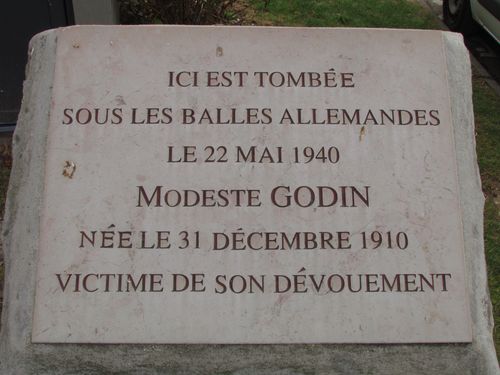 ICI EST TOMBÉE
SOUS LES BALLES ALLEMANDES
LE 22 MAI 1940
MODESTE GODIN
NÉE LE 31 DÉCEMBRE 1910
VICTIME DE SON DÉVOUEMENT